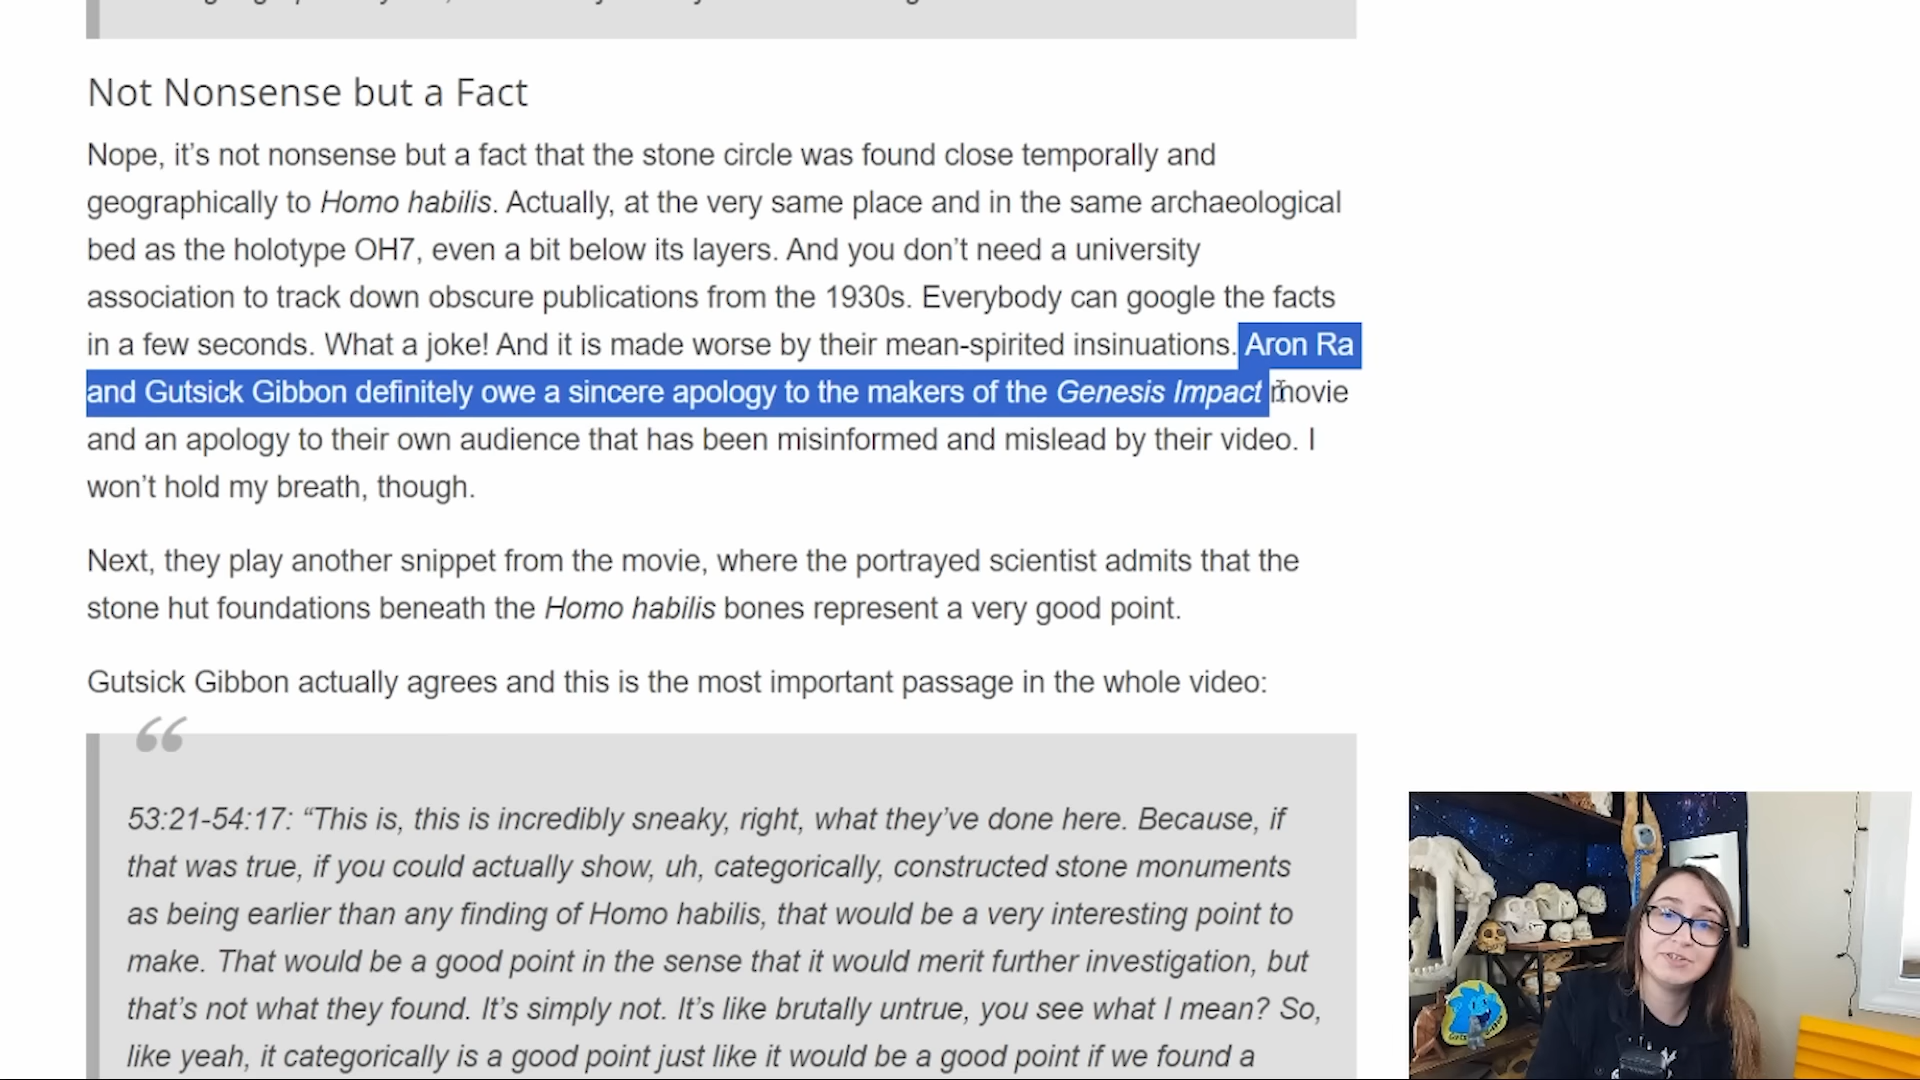 Not Nonsense but a Fact
Nope, it’s not nonsense but a fact that the stone circle was found close temporally and
geographically to Homo habilis. Actually, at the very same place and in the same archaeological
bed as the holotype OH7, even a bit below its layers. And you don’t need a university
association to track down obscure publications from the 1930s. Everybody can google the facts
in a few seconds. What a joke! And it is made worse by their mean-spirited insinuations. Aron Ra
and Gutsick Gibbon definitely owe a sincere apology to the makers of the Genesis Impact movie
and an apology to their own audience that has been misinformed and mislead by their video. I
won’t hold my breath, though.
Next, they play another snippet from the movie, where the portrayed scientist admits that the
stone hut foundations beneath the Homo habilis bones represent a very good point.
Gutsick Gibbon actually agrees and this is the most important passage in the whole video:
“
53:21-54:17: “This is, this is incredibly sneaky, right, what they’ve done here. Because, if
that was true, if you could actually show, uh, categorically, constructed stone monuments
as being earlier than any finding of Homo habilis, that would be a very interesting point to
make. That would be a good point in the sense that it would merit further investigation, but
that’s not what they found. It’s simply not. It’s like brutally untrue, you see what I mean? So,
like yeah, it categorically is a good point just like it would be a good point if we found a